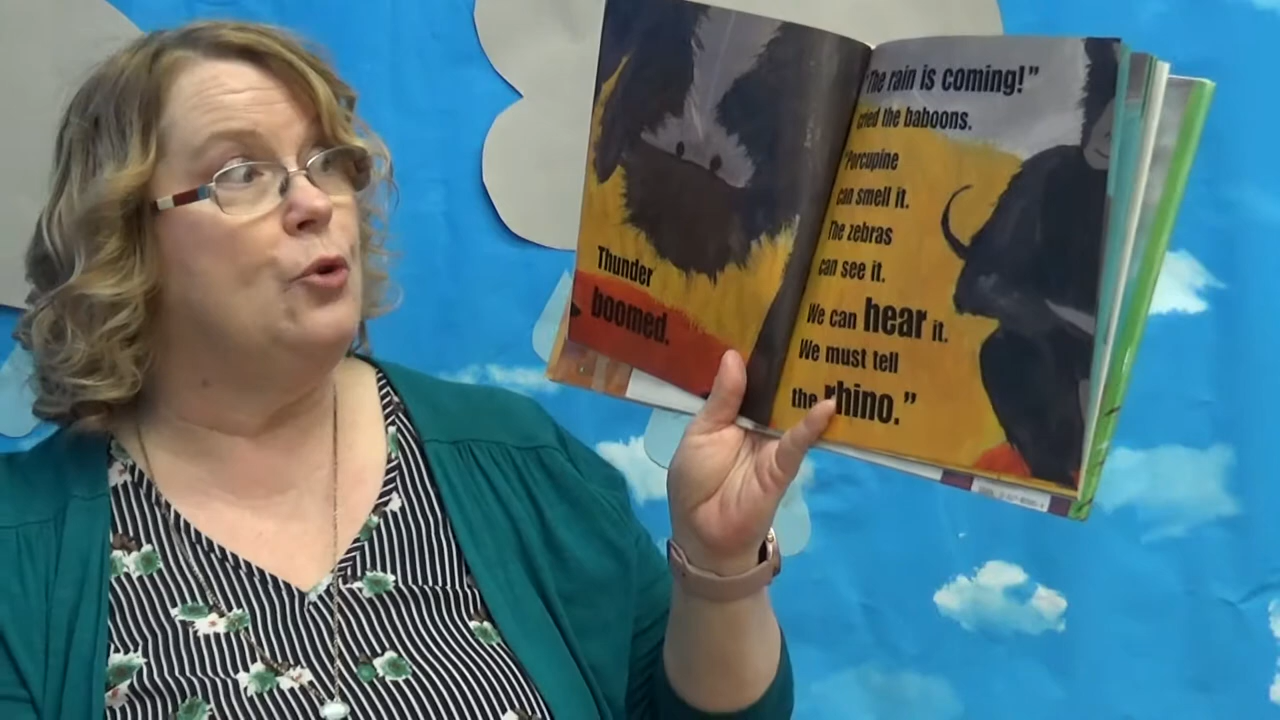 Thunder
boomed.
"The rain is coming!"
cried the baboons.
"Porcupine
can smell it.
The zebras
can see it.
We can hear it.
We must tell
the rhino."